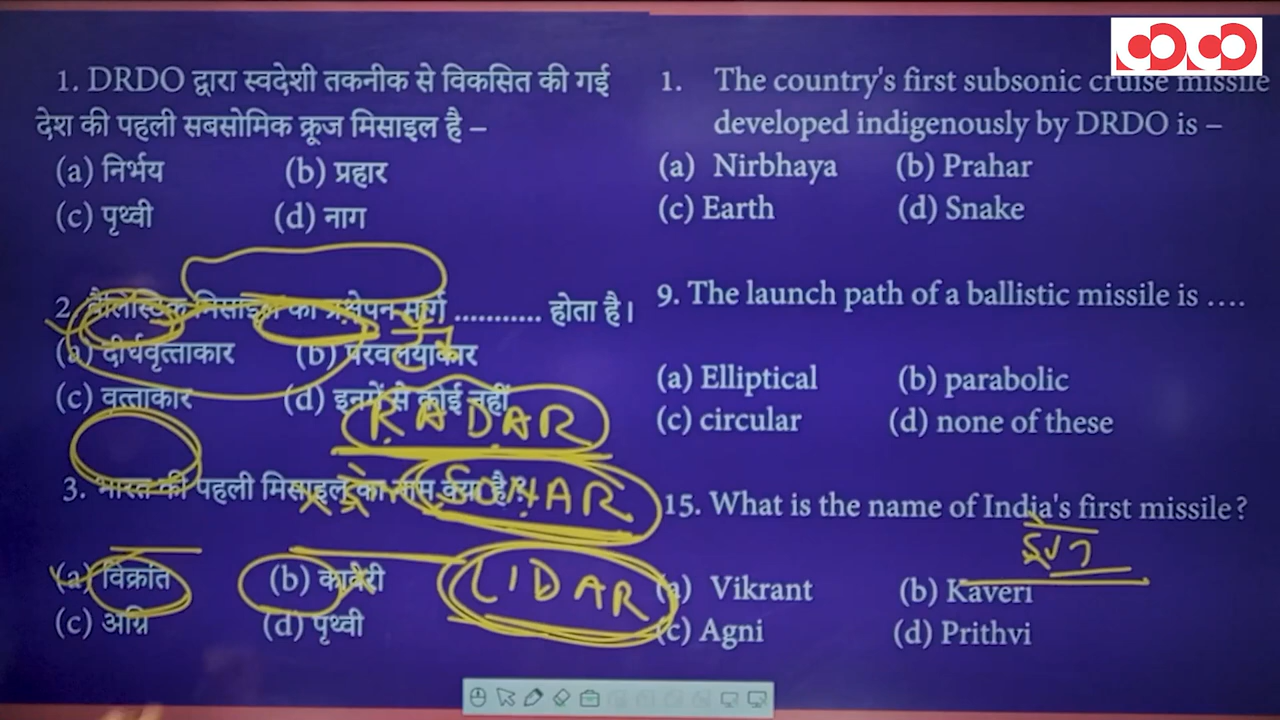 1. DRDO द्वारा स्वदेशी तकनीक से विकसित की गई
देश की पहली सबसोमिक क्रूज मिसाइल है –
(a) निर्भय (b) प्रहार
(c) पृथ्वी (d) नाग
2. बैलिस्टिक मिसाइल का प्रक्षेपन मार्ग ........... होता है।
(a) दीर्घवृत्ताकार (b) परवलयाकार
(c) वृत्ताकार (d) इनमें से कोई नहीं
RADAR
3. भारत की पहली मिसाइल का नाम क्या है?
SONAR
(a) विक्रांत (b) कावेरी
(c) अग्नि (d) पृथ्वी
LIDAR
1. The country's first subsonic cruise missile
developed indigenously by DRDO is –
(a) Nirbhaya (b) Prahar
(c) Earth (d) Snake
9. The launch path of a ballistic missile is ….
(a) Elliptical (b) parabolic
(c) circular (d) none of these
15. What is the name of India's first missile?
(a) Vikrant (b) Kaveri
(c) Agni (d) Prithvi